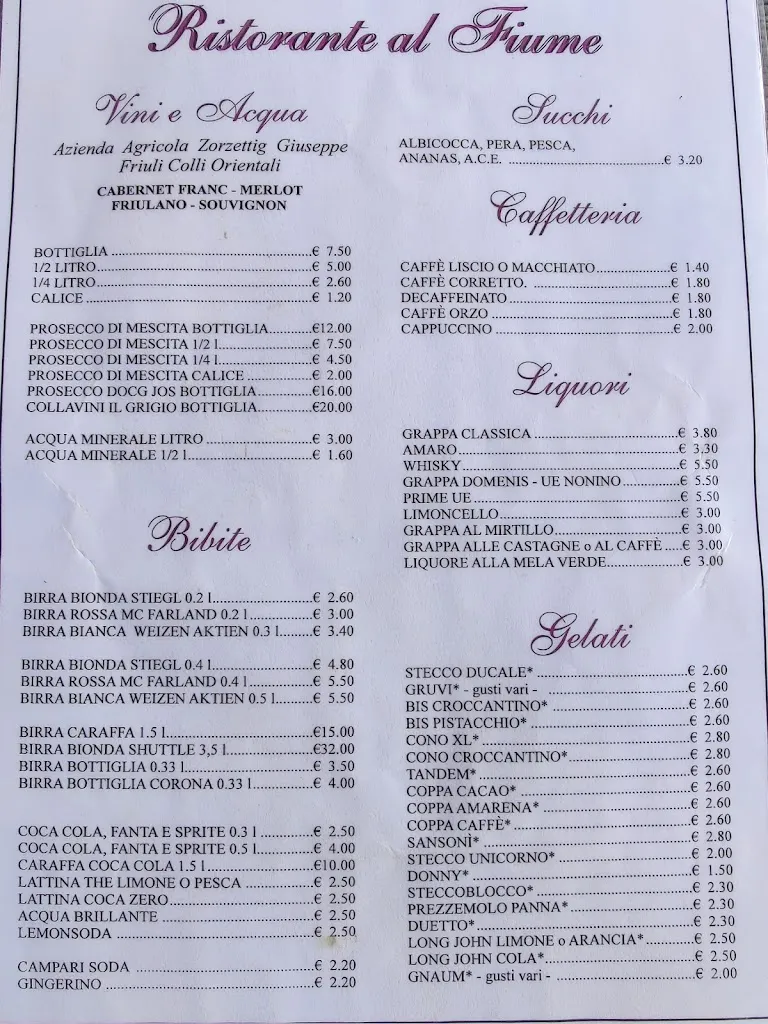 Ristorante al Fiume
Vini e Acqua
Azienda Agricola Zorzettig Giuseppe
Friuli Colli Orientali
CABERNET FRANC - MERLOT
FRIULANO - SOUVIGNON
BOTTIGLIA ........ € 7.50
1/2 LITRO ........ € 5.00
1/4 LITRO ........ € 2.60
CALICE ........ € 1.20
PROSECCO DI MESCITA BOTTIGLIA ........ €12.00
PROSECCO DI MESCITA 1/2 l ........ € 7.50
PROSECCO DI MESCITA 1/4 l ........ € 4.50
PROSECCO DI MESCITA CALICE ........ € 2.00
PROSECCO DOCG JOS BOTTIGLIA ........ €16.00
COLLAVINI IL GRIGIO BOTTIGLIA ........ €20.00
ACQUA MINERALE LITRO ........ € 3.00
ACQUA MINERALE 1/2 l ........ € 1.60
Bibite
BIRRA BIONDA STIEGL 0.2 l ........ € 2.60
BIRRA ROSSA MC FARLAND 0.2 l ........ € 3.00
BIRRA BIANCA WEIZEN AKTIEN 0.3 l ........ € 3.40
BIRRA BIONDA STIEGL 0.4 l ........ € 4.80
BIRRA ROSSA MC FARLAND 0.4 l ........ € 5.50
BIRRA BIANCA WEIZEN AKTIEN 0.5 l ........ € 5.50
BIRRA CARAFFA 1.5 l ........ €15.00
BIRRA BIONDA SHUTTLE 3,5 l ........ €32.00
BIRRA BOTTIGLIA 0.33 l ........ € 3.50
BIRRA BOTTIGLIA CORONA 0.33 l ........ € 4.00
COCA COLA, FANTA E SPRITE 0.3 l ........ € 2.50
COCA COLA, FANTA E SPRITE 0.5 l ........ € 4.00
CARAFFA COCA COLA 1.5 l ........ €10.00
LATTINA THE LIMONE O PESCA ........ € 2.50
LATTINA COCA ZERO ........ € 2.50
ACQUA BRILLANTE ........ € 2.50
LEMONSODA ........ € 2.50
CAMPARI SODA ........ € 2.20
GINGERINO ........ € 2.20
Succhi
ALBICOCCA, PERA, PESCA,
ANANAS, A.C.E. ........ € 3.20
Caffetteria
CAFFÈ LISCIO O MACCHIATO ........ € 1.40
CAFFÈ CORRETTO. ........ € 1.80
DECAFFEINATO ........ € 1.80
CAFFÈ ORZO ........ € 1.80
CAPPUCCINO ........ € 2.00
Liquori
GRAPPA CLASSICA ........ € 3.80
AMARO ........ € 3.30
WHISKY ........ € 5.50
GRAPPA DOMENIS - UE NONINO ........ € 5.50
PRIME UE ........ € 5.50
LIMONCELLO ........ € 3.00
GRAPPA AL MIRTILLO ........ € 3.00
GRAPPA ALLE CASTAGNE o AL CAFFÈ ........ € 3.00
LIQUORE ALLA MELA VERDE ........ € 3.00
Gelati
STECCO DUCALE* ........ € 2.60
GRUVI* - gusti vari - ........ € 2.60
BIS CROCCANTINO* ........ € 2.60
BIS PISTACCHIO* ........ € 2.60
CONO XL* ........ € 2.80
CONO CROCCANTINO* ........ € 2.80
TANDEM* ........ € 2.60
COPPA CACAO* ........ € 2.60
COPPA AMARENA* ........ € 2.60
COPPA CAFFÈ* ........ € 2.60
SANSONÌ* ........ € 2.80
STECCO UNICORNO* ........ € 2.00
DONNY* ........ € 1.50
STECCOBLOCCO* ........ € 2.30
PREZZEMOLO PANNA* ........ € 2.30
DUETTO* ........ € 2.30
LONG JOHN LIMONE o ARANCIA* ........ € 2.50
LONG JOHN COLA* ........ € 2.50
GNAUM* - gusti vari - ........ € 2.00